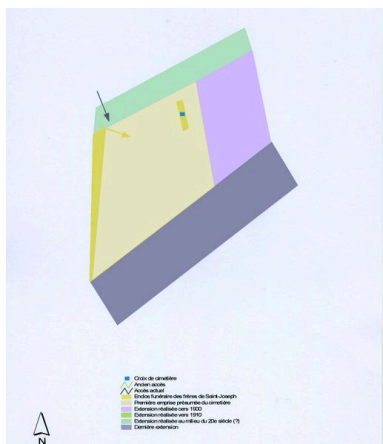 Croix de cimetière
Ancien accès
Accès actuel
Enclos funéraire des frères de Saint-Joseph
Première emprise présumée du cimetière
Extension réalisée vers 1900
Extension réalisée vers 1910
Extension réalisée au milieu du 20e siècle (?)
Dernière extension
N